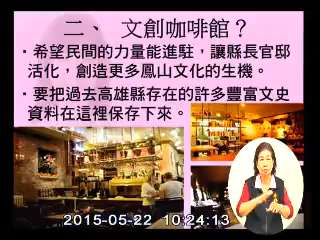 二、 文創咖啡館？
・希望民間的力量能進駐，讓縣長官邸
活化，創造更多鳳山文化的生機。
・要把過去高雄縣存在的許多豐富文史
資料在這裡保存下來。
2015-05-22 10:24:13